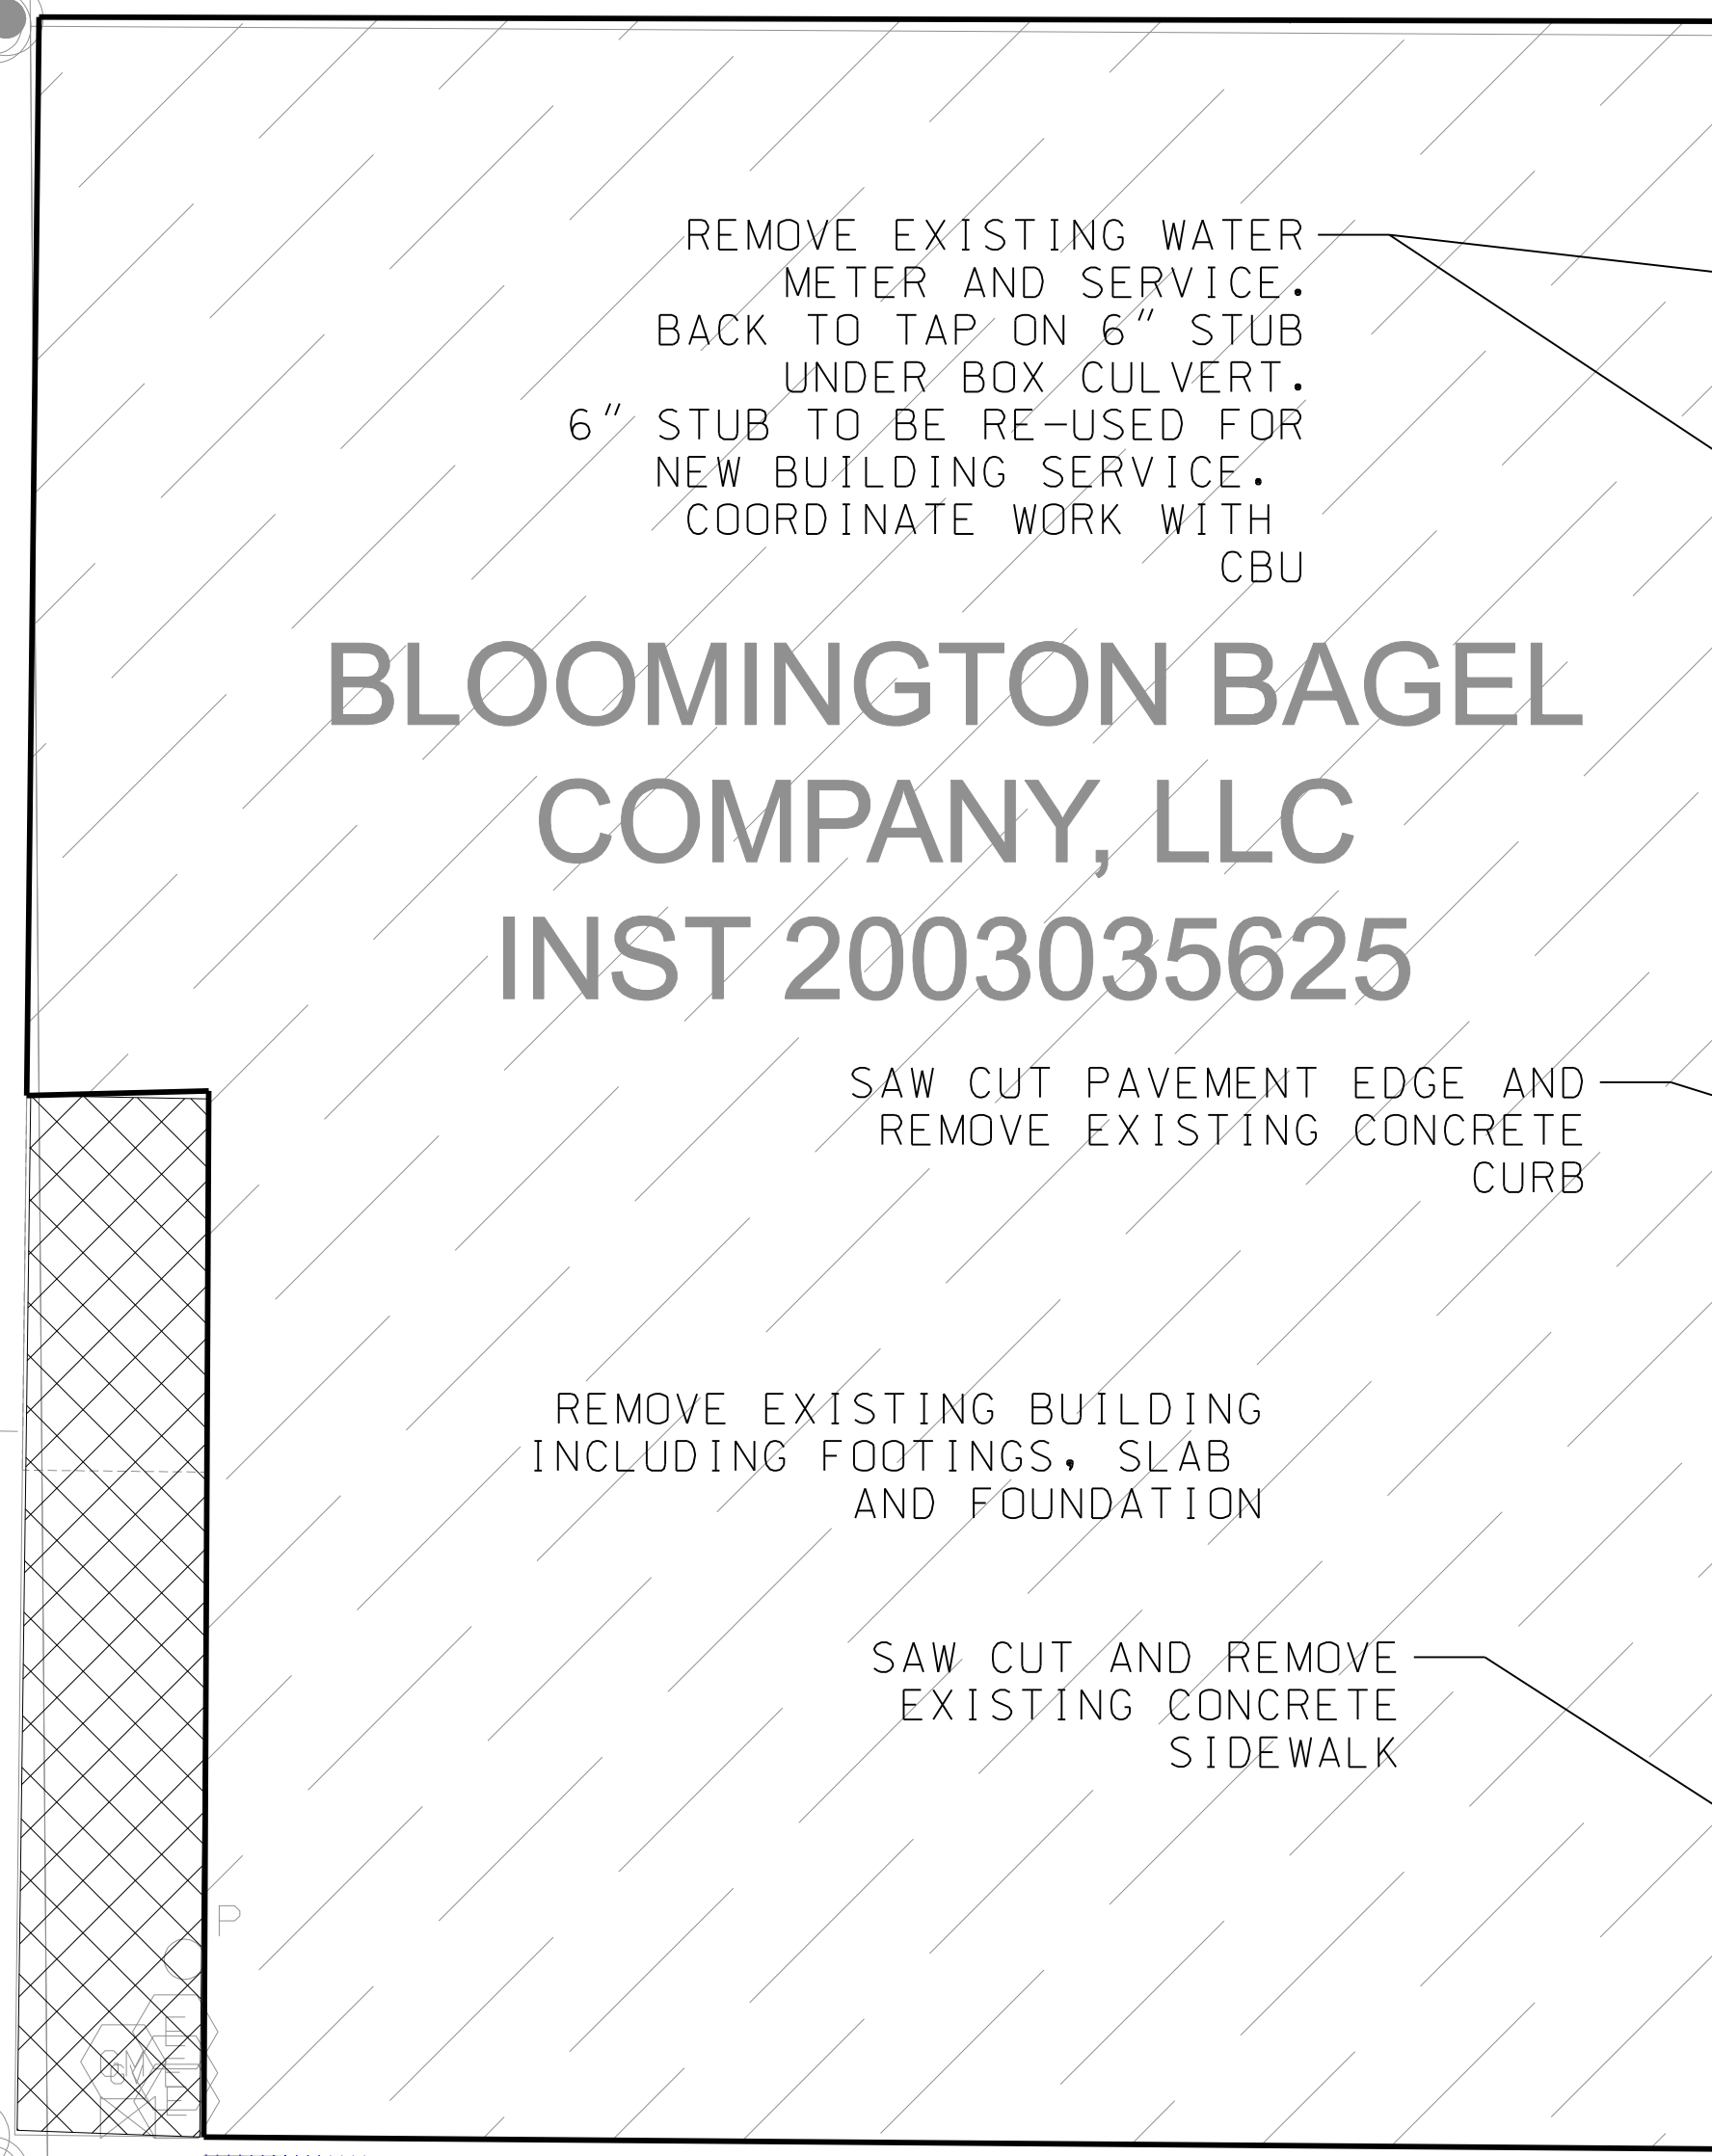 REMOVE EXISTING WATER
METER AND SERVICE.
BACK TO TAP ON 6" STUB
UNDER BOX CULVERT.
6" STUB TO BE RE-USED FOR
NEW BUILDING SERVICE.
COORDINATE WORK WITH
CBU
BLOOMINGTON BAGEL
COMPANY, LLC
INST 2003035625
SAW CUT PAVEMENT EDGE AND
REMOVE EXISTING CONCRETE
CURB
REMOVE EXISTING BUILDING
INCLUDING FOOTINGS, SLAB
AND FOUNDATION
SAW CUT AND REMOVE
EXISTING CONCRETE
SIDEWALK
P
E
E
GM
E